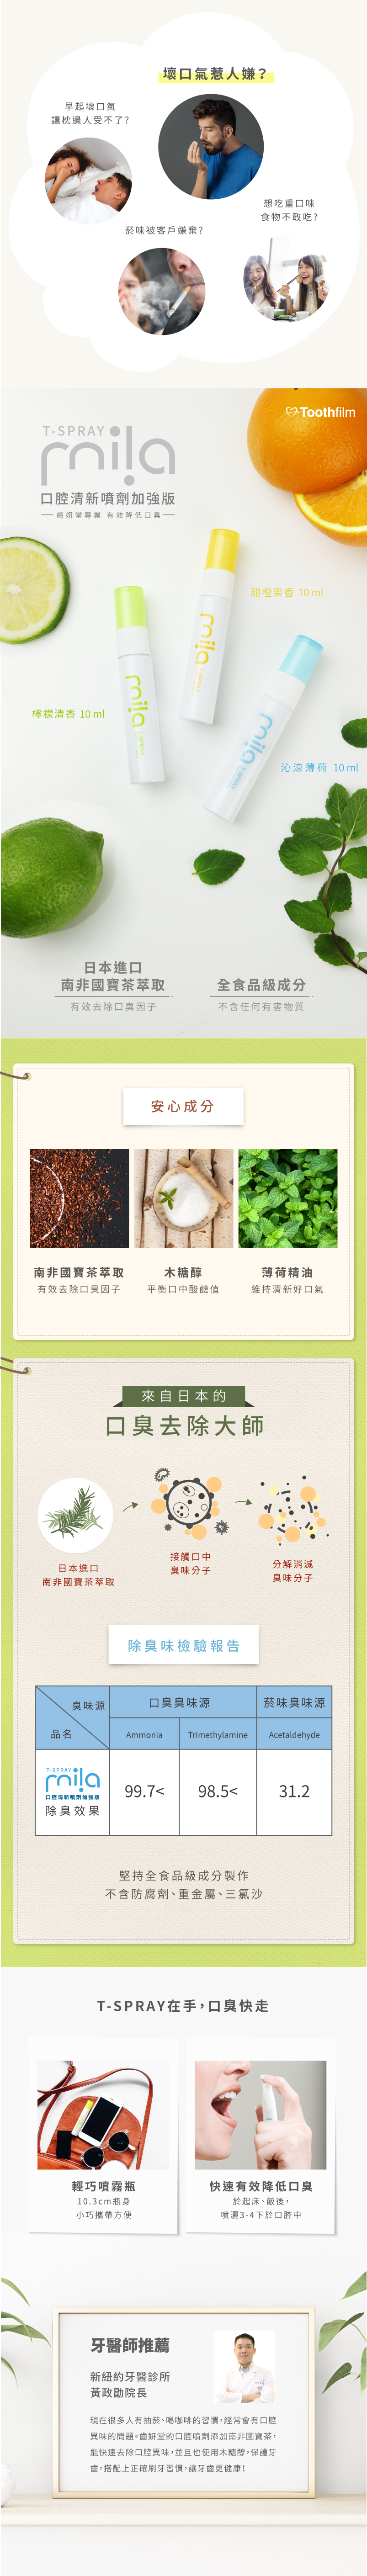 壞口氣惹人嫌？
早起壞口氣
讓枕邊人受不了?
想吃重口味
食物不敢吃?
菸味被客戶嫌棄?
Toothfilm
T-SPRAY
mila
口腔清新噴劑加強版
齒妍堂專業 有效降低口臭
甜橙果香 10 ml
檸檬清香 10 ml
沁涼薄荷 10 ml
mila T-SPRAY
mila T-SPRAY
mila T-SPRAY
日本進口
南非國寶茶萃取
有效去除口臭因子
全食品級成分
不含任何有害物質
安心成分
南非國寶茶萃取
有效去除口臭因子
木糖醇
平衡口中酸鹼值
薄荷精油
維持清新好口氣
來自日本的
口臭去除大師
日本進口
南非國寶茶萃取
接觸口中
臭味分子
分解消滅
臭味分子
除臭味檢驗報告
臭味源
品名
口臭臭味源
菸味臭味源
Ammonia
Trimethylamine
Acetaldehyde
T-SPRAY
mila
口腔清新噴劑加強版
除臭效果
99.7<
98.5<
31.2
堅持全食品級成分製作
不含防腐劑、重金屬、三氯沙
T-SPRAY在手，口臭快走
輕巧噴霧瓶
10.3cm瓶身
小巧攜帶方便
快速有效降低口臭
於起床、飯後，
噴灑3-4下於口腔中
牙醫師推薦
新紐約牙醫診所
黃政勛院長
現在很多人有抽菸、喝咖啡的習慣，經常會有口腔
異味的問題。齒妍堂的口腔噴劑添加南非國寶茶，
能快速去除口腔異味，並且也使用木糖醇，保護牙
齒，搭配上正確刷牙習慣，讓牙齒更健康！